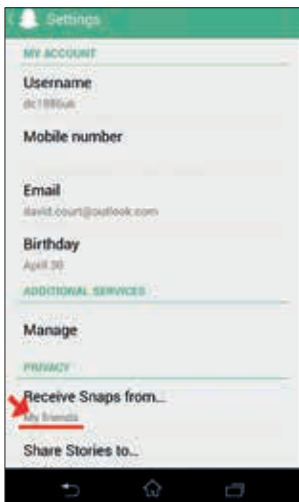 Settings
MY ACCOUNT
Username
Mobile number
Email
david.court@outlook.com
Birthday
April 30
ADDITIONAL SERVICES
Manage
PRIVACY
Receive Snaps from...
My friends
Share Stories to...